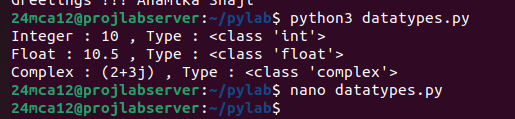 Greetings !!! Anamika Shaji
24mca12@projlabserver:~/pylab$ python3 datatypes.py
Integer : 10 , Type : <class 'int'>
Float : 10.5 , Type : <class 'float'>
Complex : (2+3j) , Type : <class 'complex'>
24mca12@projlabserver:~/pylab$ nano datatypes.py
24mca12@projlabserver:~/pylab$